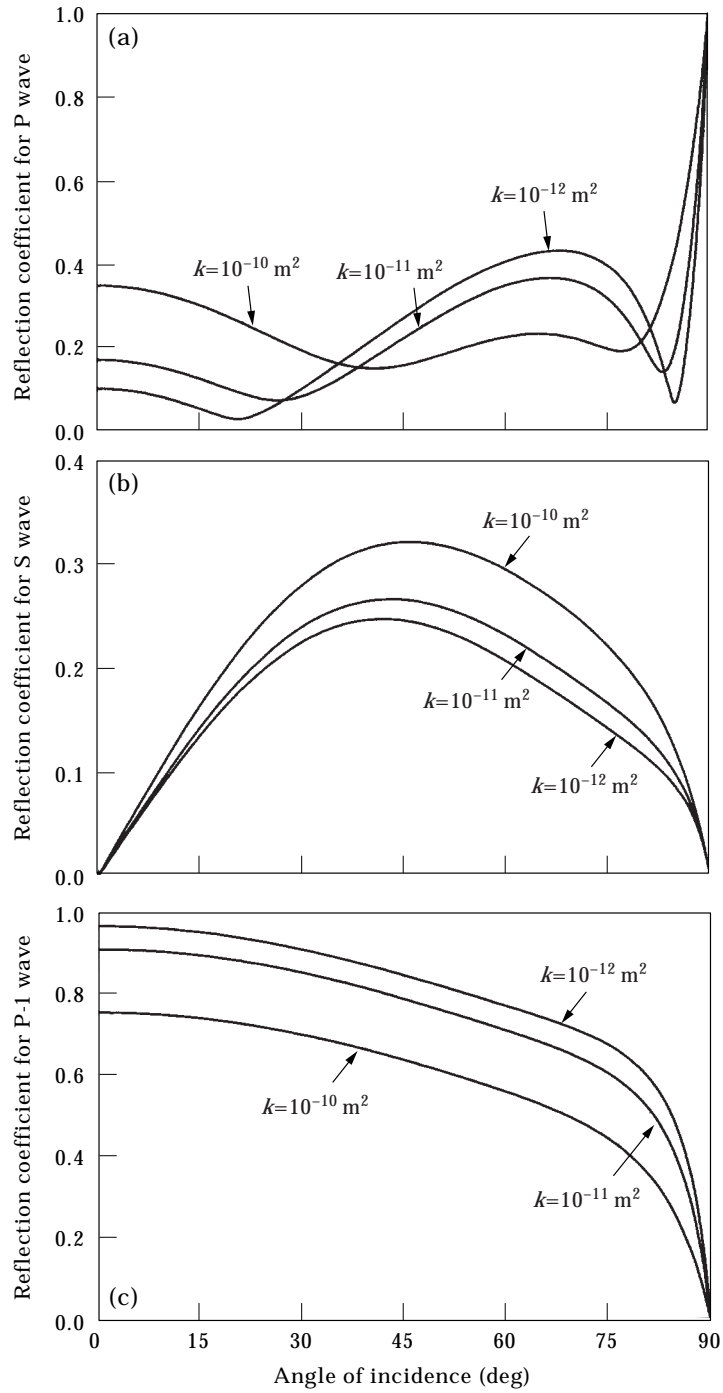 Reflection coefficient for P wave
(a)
1.0
0.8
0.6
0.4
0.2
0.0
k=10⁻¹² m²
k=10⁻¹⁰ m²
k=10⁻¹¹ m²
Reflection coefficient for S wave
(b)
0.4
0.3
0.2
0.1
0.0
k=10⁻¹⁰ m²
k=10⁻¹¹ m²
k=10⁻¹² m²
Reflection coefficient for P-1 wave
1.0
0.8
0.6
0.4
0.2
0.0
k=10⁻¹² m²
k=10⁻¹⁰ m²
k=10⁻¹¹ m²
(c)
0 15 30 45 60 75 90
Angle of incidence (deg)